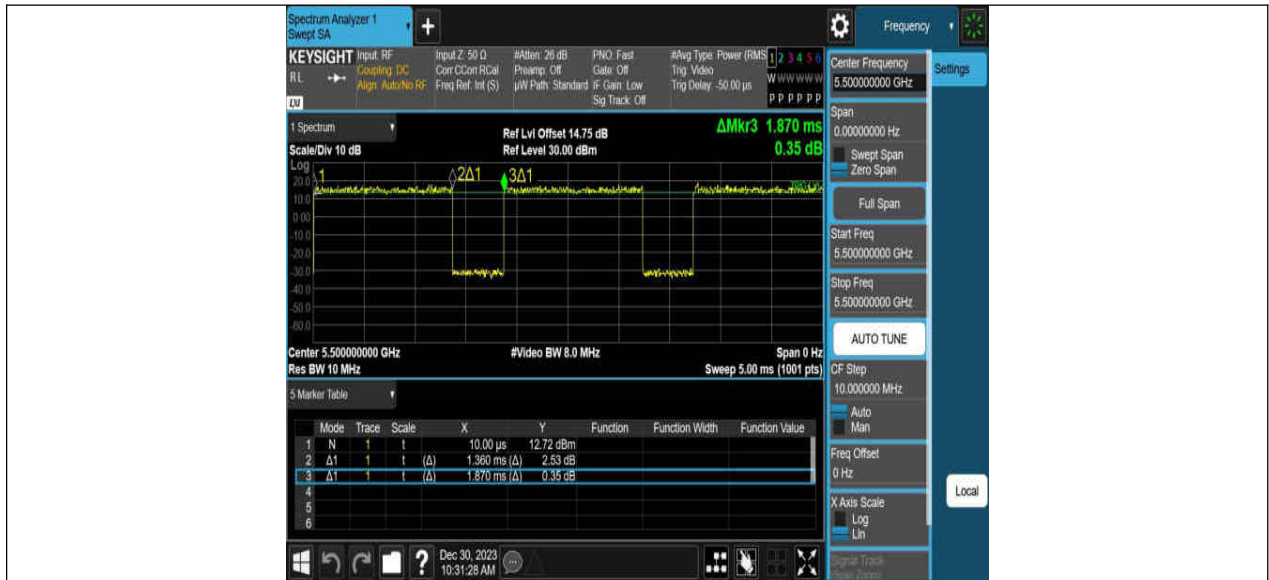 Spectrum Analyzer 1
Swept SA
+
Frequency
KEYSIGHT
RL
LXI
Input: RF
Coupling: DC
Align: Auto/No RF
Input Z: 50 Ω
Corr CCorr RCal
Freq Ref: Int (S)
#Atten: 26 dB
Preamp: Off
µW Path: Standard
PNO: Fast
Gate: Off
IF Gain: Low
Sig Track: Off
#Avg Type: Power (RMS
Trig: Video
Trig Delay: -50.00 µs
1 2 3 4 5 6
W W W W W W
P P P P P P
1 Spectrum
Scale/Div 10 dB
Ref Lvl Offset 14.75 dB
Ref Level 30.00 dBm
ΔMkr3 1.870 ms
0.35 dB
Log
20.0
10.0
0.00
-10.0
-20.0
-30.0
-40.0
-50.0
-60.0
1
2Δ1
3Δ1
Center 5.500000000 GHz
#Video BW 8.0 MHz
Span 0 Hz
Res BW 10 MHz
Sweep 5.00 ms (1001 pts)
5 Marker Table
Mode Trace Scale X Y Function Function Width Function Value
1 N 1 t 10.00 µs 12.72 dBm
2 Δ1 1 t (Δ) 1.360 ms (Δ) 2.53 dB
3 Δ1 1 t (Δ) 1.870 ms (Δ) 0.35 dB
4
5
6
?
Dec 30, 2023
10:31:28 AM
Center Frequency
5.500000000 GHz
Settings
Span
0.00000000 Hz
Swept Span
Zero Span
Full Span
Start Freq
5.500000000 GHz
Stop Freq
5.500000000 GHz
AUTO TUNE
CF Step
10.000000 MHz
Auto
Man
Freq Offset
0 Hz
X Axis Scale
Log
Lin
Signal Track
(Span Zoom)
Local